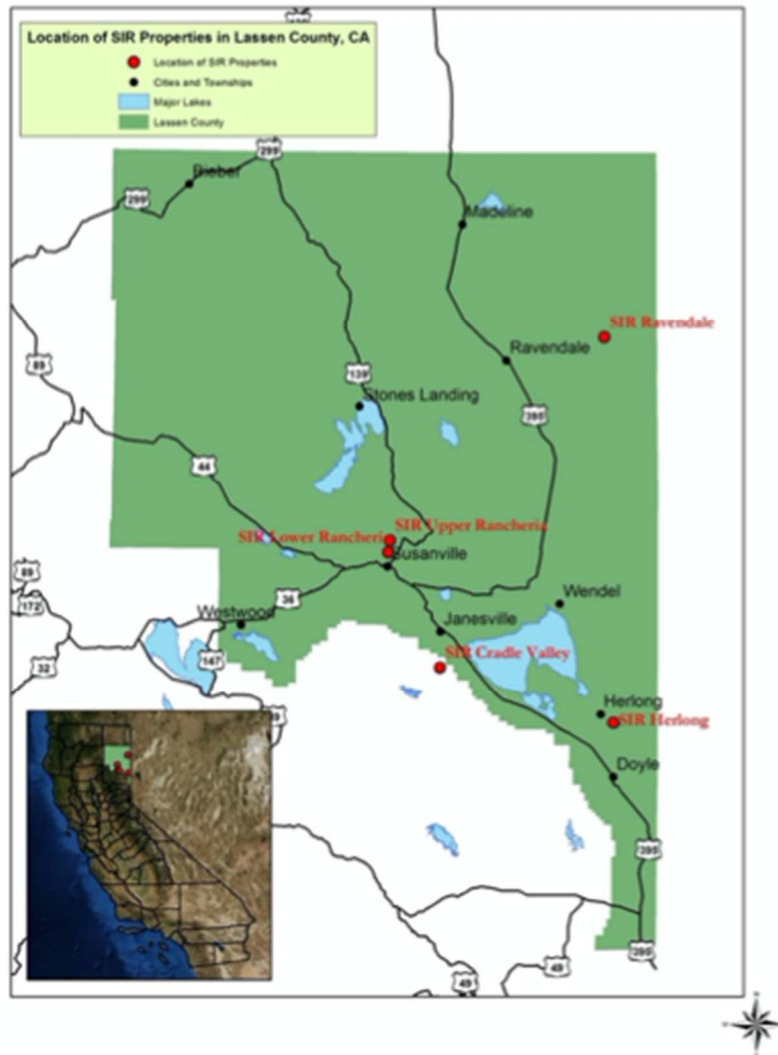 Location of SIR Properties in Lassen County, CA
Location of SIR Properties
Cities and Townships
Major Lakes
Lassen County
299
Bieber
299
Madeline
SIR Ravendale
Ravendale
89
139
Stones Landing
395
44
SIR Upper Rancheria
SIR Lower Rancheria
Susanville
89
36
Wendel
172
Westwood
Janesville
147
SIR Cradle Valley
32
Herlong
SIR Herlong
Doyle
395
395
49
49